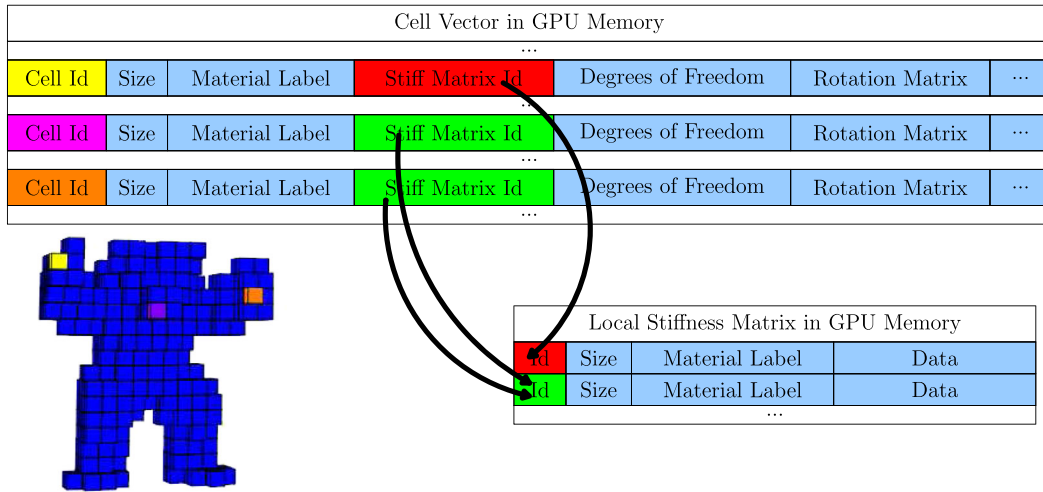 Cell Vector in GPU Memory
...
Cell Id Size Material Label Stiff Matrix Id Degrees of Freedom Rotation Matrix ...
...
Cell Id Size Material Label Stiff Matrix Id Degrees of Freedom Rotation Matrix ...
...
Cell Id Size Material Label Stiff Matrix Id Degrees of Freedom Rotation Matrix ...
...
Local Stiffness Matrix in GPU Memory
Id Size Material Label Data
Id Size Material Label Data
...